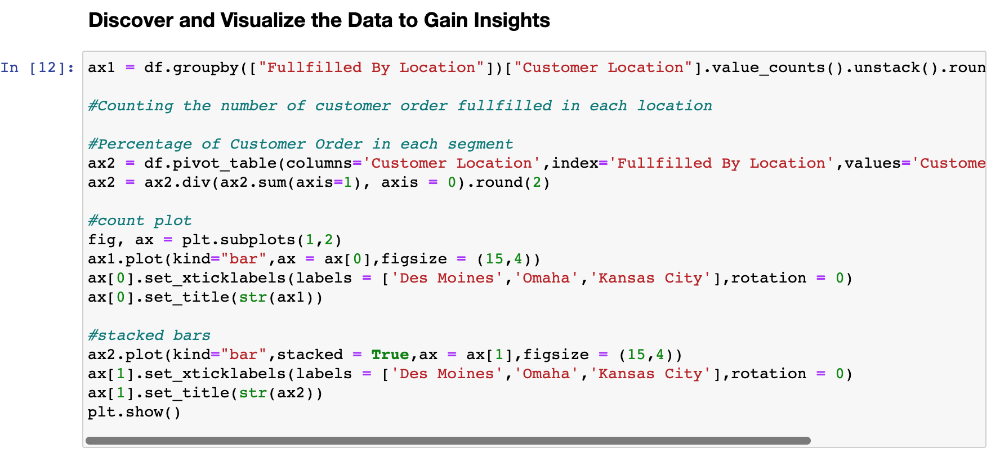 Discover and Visualize the Data to Gain Insights
In [12]:
ax1 = df.groupby(["Fullfilled By Location"])["Customer Location"].value_counts().unstack().roun
#Counting the number of customer order fullfilled in each location
#Percentage of Customer Order in each segment
ax2 = df.pivot_table(columns='Customer Location',index='Fullfilled By Location',values='Custome
ax2 = ax2.div(ax2.sum(axis=1), axis = 0).round(2)
#count plot
fig, ax = plt.subplots(1,2)
ax1.plot(kind="bar",ax = ax[0],figsize = (15,4))
ax[0].set_xticklabels(labels = ['Des Moines','Omaha','Kansas City'],rotation = 0)
ax[0].set_title(str(ax1))
#stacked bars
ax2.plot(kind="bar",stacked = True,ax = ax[1],figsize = (15,4))
ax[1].set_xticklabels(labels = ['Des Moines','Omaha','Kansas City'],rotation = 0)
ax[1].set_title(str(ax2))
plt.show()